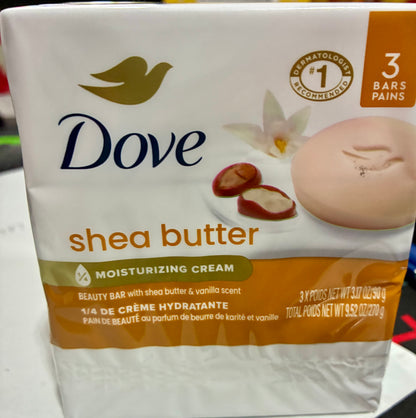 DERMATOLOGIST
#1
RECOMMENDED
3
BARS
PAINS
Dove
shea butter
1/4 MOISTURIZING CREAM
BEAUTY BAR with shea butter & vanilla scent
1/4 DE CRÈME HYDRATANTE
PAIN DE BEAUTÉ au parfum de beurre de karité et vanille
3 X POIDS NET WT 3.17 OZ/90 g
TOTAL POIDS NET WT 9.52 OZ/270 g